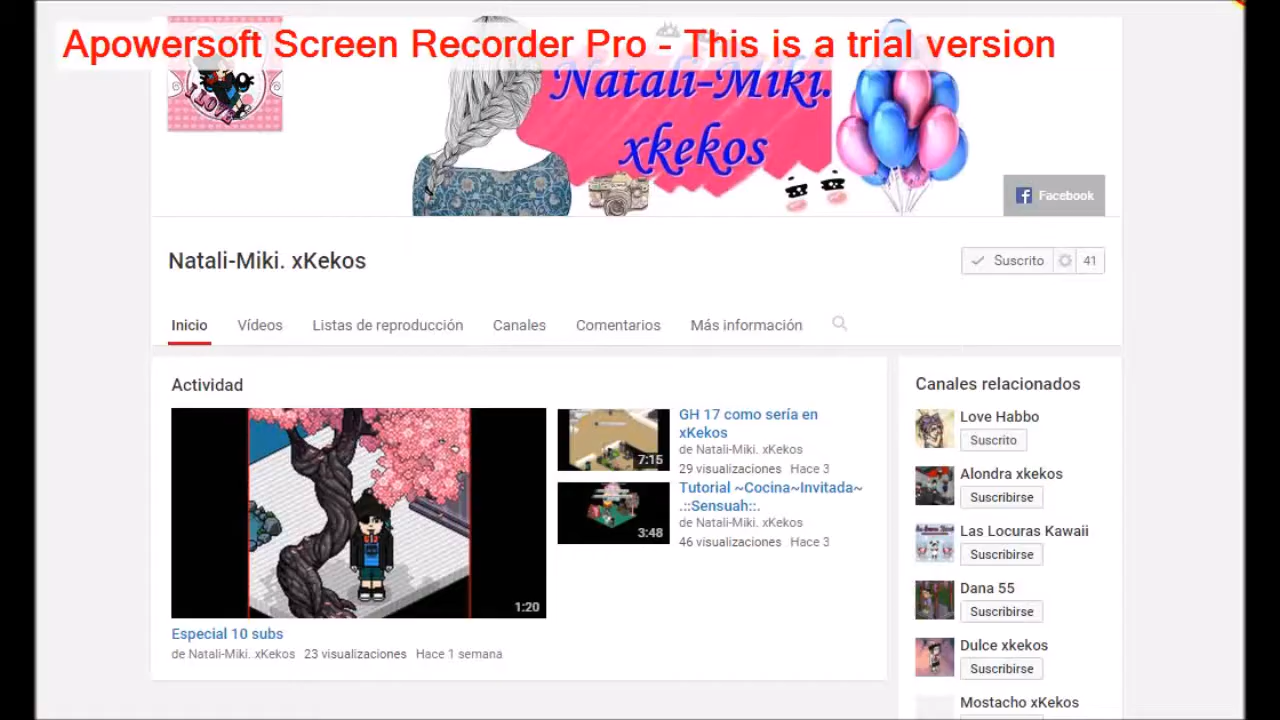 Apowersoft Screen Recorder Pro - This is a trial version
I LOVE
Natali-Miki.
xkekos
Facebook
Natali-Miki. xKekos
Suscrito
41
Inicio
Vídeos
Listas de reproducción
Canales
Comentarios
Más información
Actividad
1:20
Especial 10 subs
de Natali-Miki. xKekos 23 visualizaciones Hace 1 semana
7:15
GH 17 como sería en
xKekos
de Natali-Miki. xKekos
29 visualizaciones Hace 3
3:48
Tutorial ~Cocina~Invitada~
.::Sensuah::.
de Natali-Miki. xKekos
46 visualizaciones Hace 3
Canales relacionados
Love Habbo
Suscrito
Alondra xkekos
Suscribirse
Las Locuras Kawaii
Suscribirse
Dana 55
Suscribirse
Dulce xkekos
Suscribirse
Mostacho xKekos